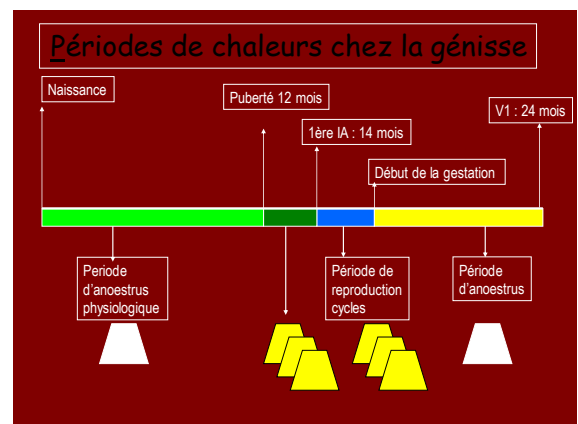 Périodes de chaleurs chez la génisse
Naissance
Puberté 12 mois
V1 : 24 mois
1ère IA : 14 mois
Début de la gestation
Periode
d'anoestrus
physiologique
Période de
reproduction
cycles
Période
d'anoestrus